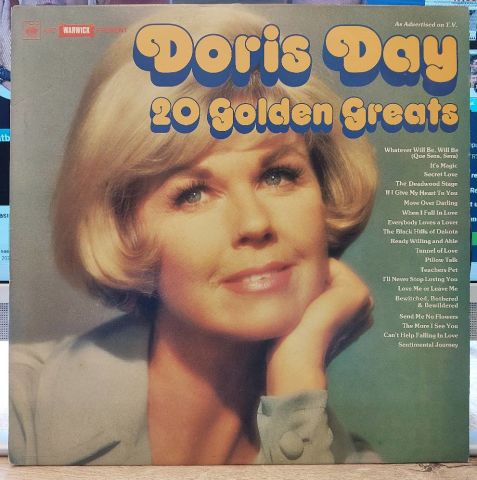 AND WARWICK PRESENT
As Advertised on T.V.
Doris Day
20 Golden Greats
Whatever Will Be, Will Be
(Que Sera, Sera)
It's Magic
Secret Love
The Deadwood Stage
If I Give My Heart To You
Move Over Darling
When I Fall In Love
Everybody Loves a Lover
The Black Hills of Dakota
Ready Willing and Able
Tunnel of Love
Pillow Talk
Teachers Pet
I'll Never Stop Loving You
Love Me or Leave Me
Bewitched, Bothered
& Bewildered
Send Me No Flowers
The More I See You
Can't Help Falling In Love
Sentimental Journey